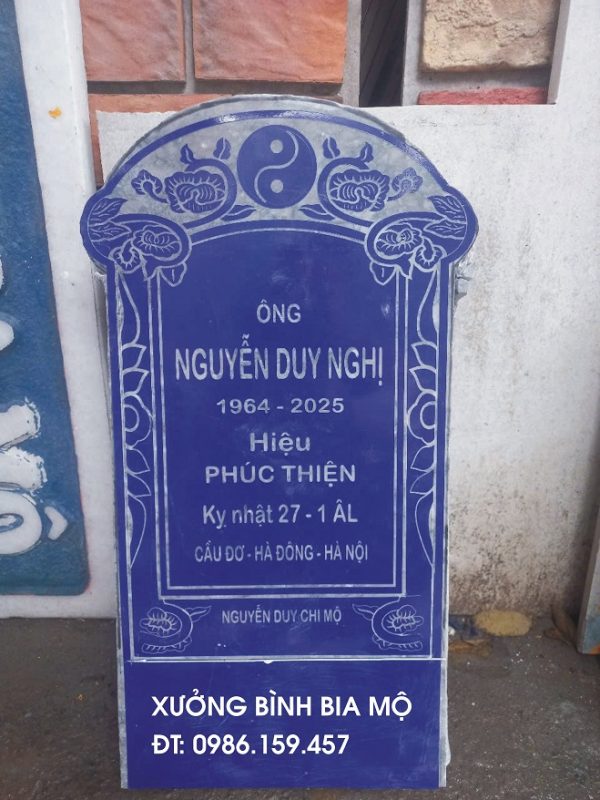 ÔNG
NGUYỄN DUY NGHỊ
1964 - 2025
Hiệu
PHÚC THIỆN
Kỵ nhật 27 - 1 ÂL
CẦU ĐƠ - HÀ ĐÔNG - HÀ NỘI
NGUYỄN DUY CHI MỘ
XƯỞNG BÌNH BIA MỘ
ĐT: 0986.159.457